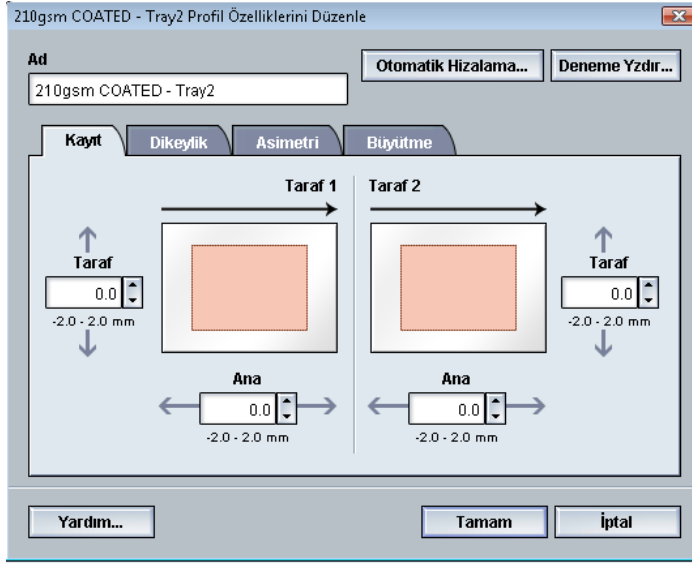 210gsm COATED - Tray2 Profil Özelliklerini Düzenle
Ad
Otomatik Hizalama...
Deneme Yzdır...
210gsm COATED - Tray2
Kayıt
Dikeylik
Asimetri
Büyütme
Taraf 1
Taraf 2
Taraf
0.0
-2.0 - 2.0 mm
Taraf
0.0
-2.0 - 2.0 mm
Ana
0.0
-2.0 - 2.0 mm
Ana
0.0
-2.0 - 2.0 mm
Yardım...
Tamam
İptal